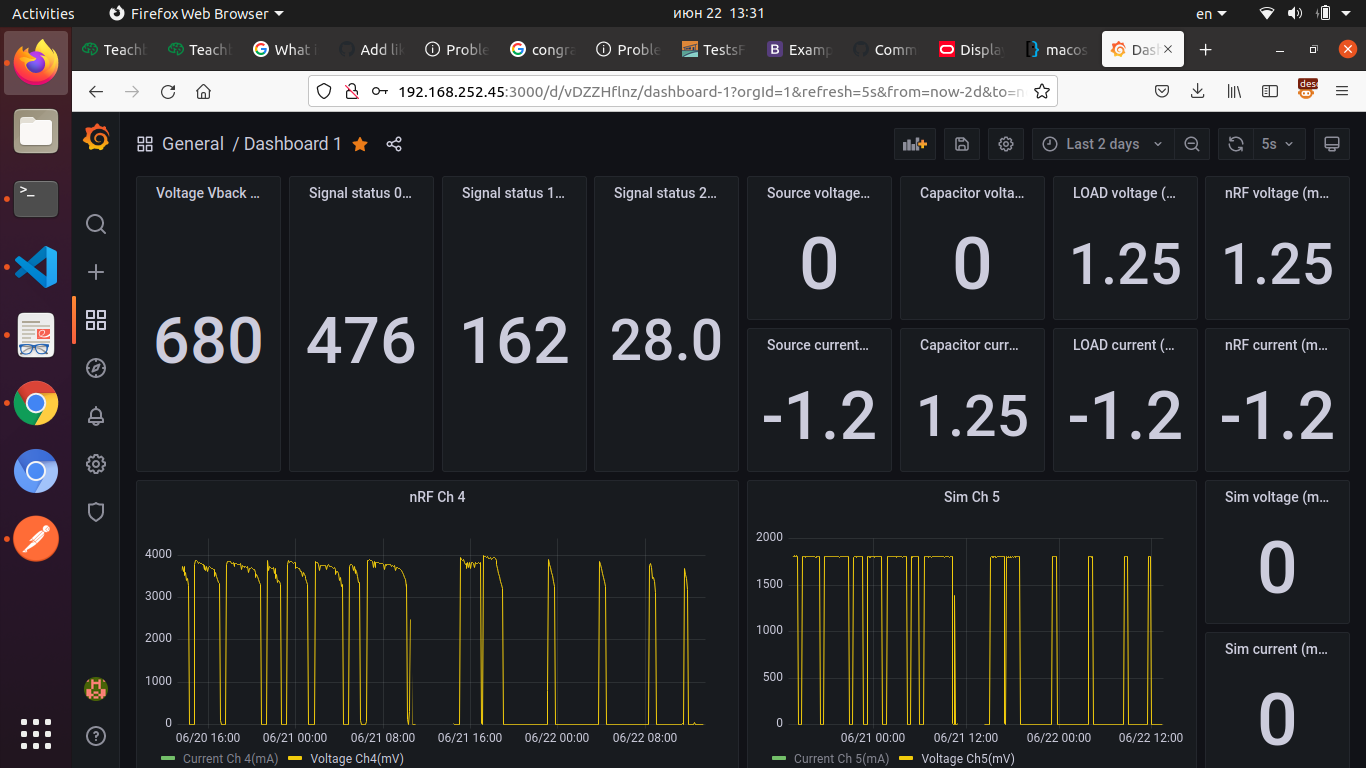 Activities Firefox Web Browser июн 22 13:31 en
Teachb Teachb What i Add lik Proble congra Proble TestsF Examp Comm Display macos Dash
192.168.252.45:3000/d/vDZZHflnz/dashboard-1?orgId=1&refresh=5s&from=now-2d&to=n
General / Dashboard 1 Last 2 days 5s
Voltage Vback ... Signal status 0... Signal status 1... Signal status 2... Source voltage... Capacitor volta... LOAD voltage (... nRF voltage (m...
0 0 1.25 1.25
680 476 162 28.0
Source current... Capacitor curr... LOAD current (... nRF current (m...
-1.2 1.25 -1.2 -1.2
nRF Ch 4
4000
3000
2000
1000
0
06/20 16:00 06/21 00:00 06/21 08:00 06/21 16:00 06/22 00:00 06/22 08:00
Current Ch 4(mA) Voltage Ch4(mV)
Sim Ch 5
2000
1500
1000
500
0
06/21 00:00 06/21 12:00 06/22 00:00 06/22 12:00
Current Ch 5(mA) Voltage Ch5(mV)
Sim voltage (m...
0
Sim current (m...
0